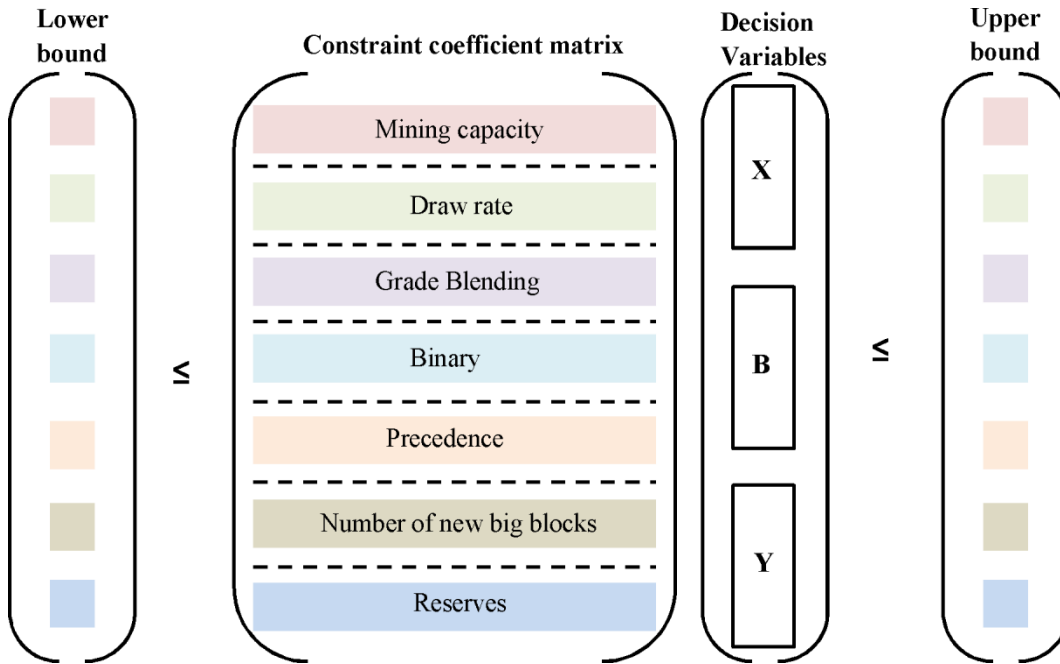 Lower
bound
Constraint coefficient matrix
Decision
Variables
Upper
bound
Mining capacity
Draw rate
Grade Blending
Binary
Precedence
Number of new big blocks
Reserves
≤
X
B
Y
≤